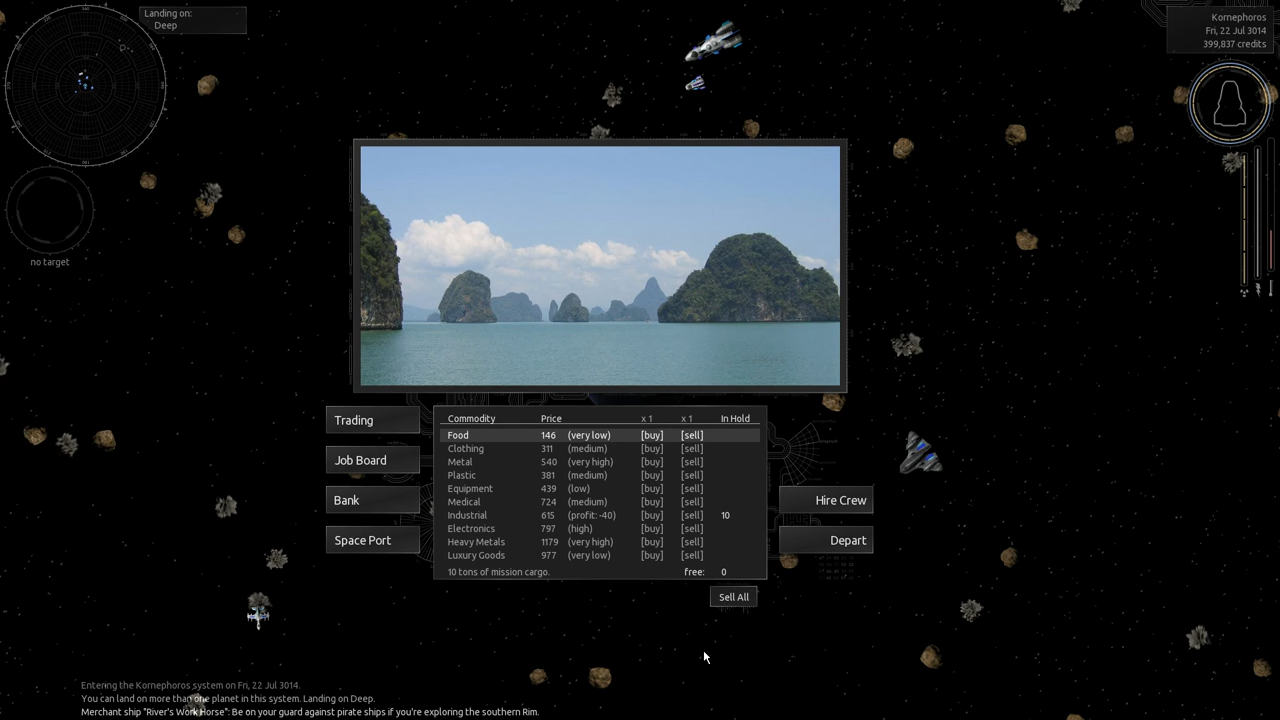 Landing on:
Deep
Kornephoros
Fri, 22 Jul 3014
399,837 credits
no target
Trading
Job Board
Bank
Space Port
Commodity Price x 1 x 1 In Hold
Food 146 (very low) [buy] [sell]
Clothing 311 (medium) [buy] [sell]
Metal 540 (very high) [buy] [sell]
Plastic 381 (medium) [buy] [sell]
Equipment 439 (low) [buy] [sell]
Medical 724 (medium) [buy] [sell]
Industrial 615 (profit: -40) [buy] [sell] 10
Electronics 797 (high) [buy] [sell]
Heavy Metals 1179 (very high) [buy] [sell]
Luxury Goods 977 (very low) [buy] [sell]
10 tons of mission cargo. free: 0
Sell All
Hire Crew
Depart
Entering the Kornephoros system on Fri, 22 Jul 3014.
You can land on more than one planet in this system. Landing on Deep.
Merchant ship "River's Work Horse": Be on your guard against pirate ships if you're exploring the southern Rim.